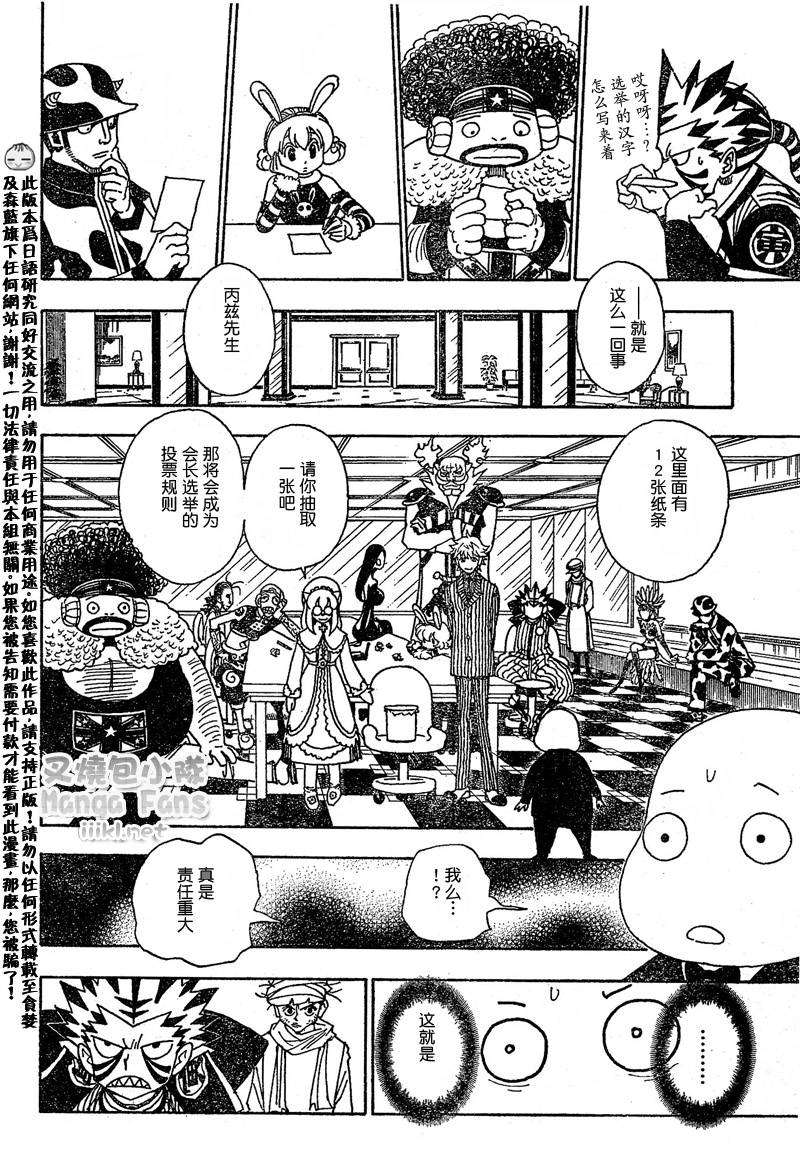 哎呀呀…?
选举的汉字
怎么写来着
寅
——就是
这么一回事
丙兹先生
这里面有
12张纸条
请你抽取
一张吧
那将会成为
会长选举的
投票规则
我么…
!?
真是
责任重大
………
这就是
叉燒包小隊
Manga Fans
iiikl.net
此版本爲日語研究同好交流之用，請勿用于任何商業用途。如您喜歡此作品，請支持正版！請勿以任何形式轉載至貪婪
及森藍旗下任何網站，謝謝！一切法律責任與本組無關。如果您被告知需要付款才能看到此漫畫，那麼，您被騙了！